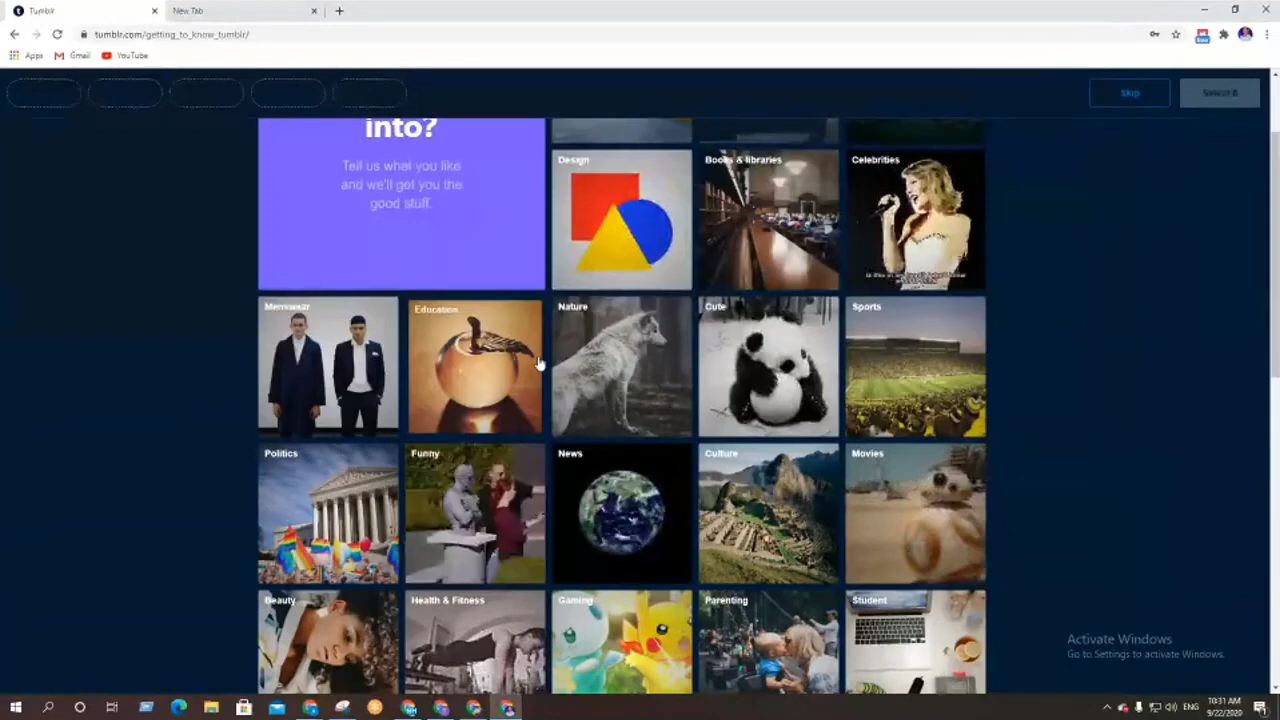 Tumblr
New Tab
tumblr.com/getting_to_know_tumblr/
Apps
Gmail
YouTube
Skip
into?
Tell us what you like
and we'll get you the
good stuff.
Design
Books & libraries
Celebrities
Menswear
Education
Nature
Cute
Sports
Politics
Funny
News
Culture
Movies
Beauty
Health & Fitness
Gaming
Parenting
Student
Activate Windows
Go to Settings to activate Windows.
ENG
10:31 AM
9/22/2020